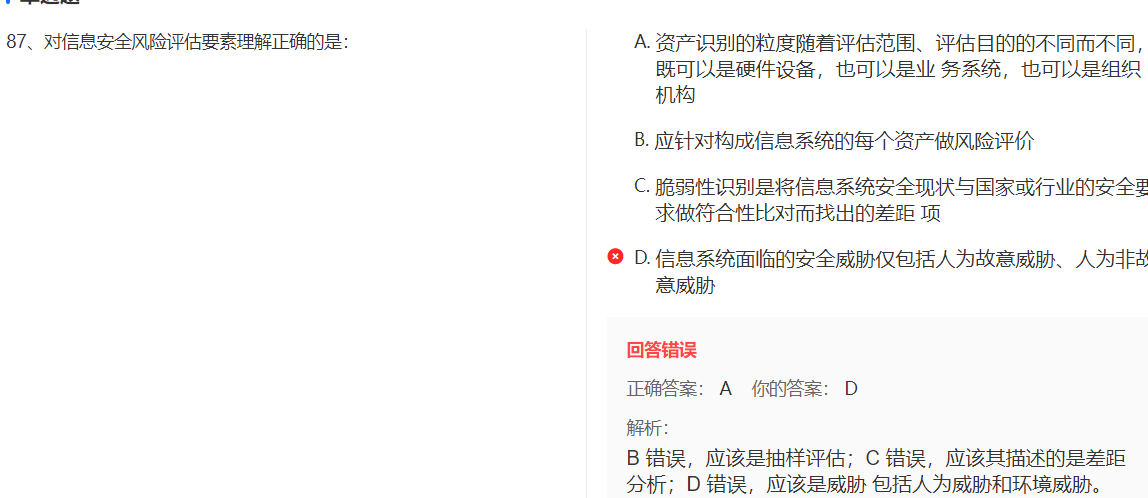 87、对信息安全风险评估要素理解正确的是：
A. 资产识别的粒度随着评估范围、评估目的的不同而不同，
既可以是硬件设备，也可以是业 务系统，也可以是组织
机构
B. 应针对构成信息系统的每个资产做风险评价
C. 脆弱性识别是将信息系统安全现状与国家或行业的安全要
求做符合性比对而找出的差距 项
D. 信息系统面临的安全威胁仅包括人为故意威胁、人为非故
意威胁
回答错误
正确答案： A 你的答案： D
解析：
B 错误，应该是抽样评估；C 错误，应该其描述的是差距
分析；D 错误，应该是威胁 包括人为威胁和环境威胁。